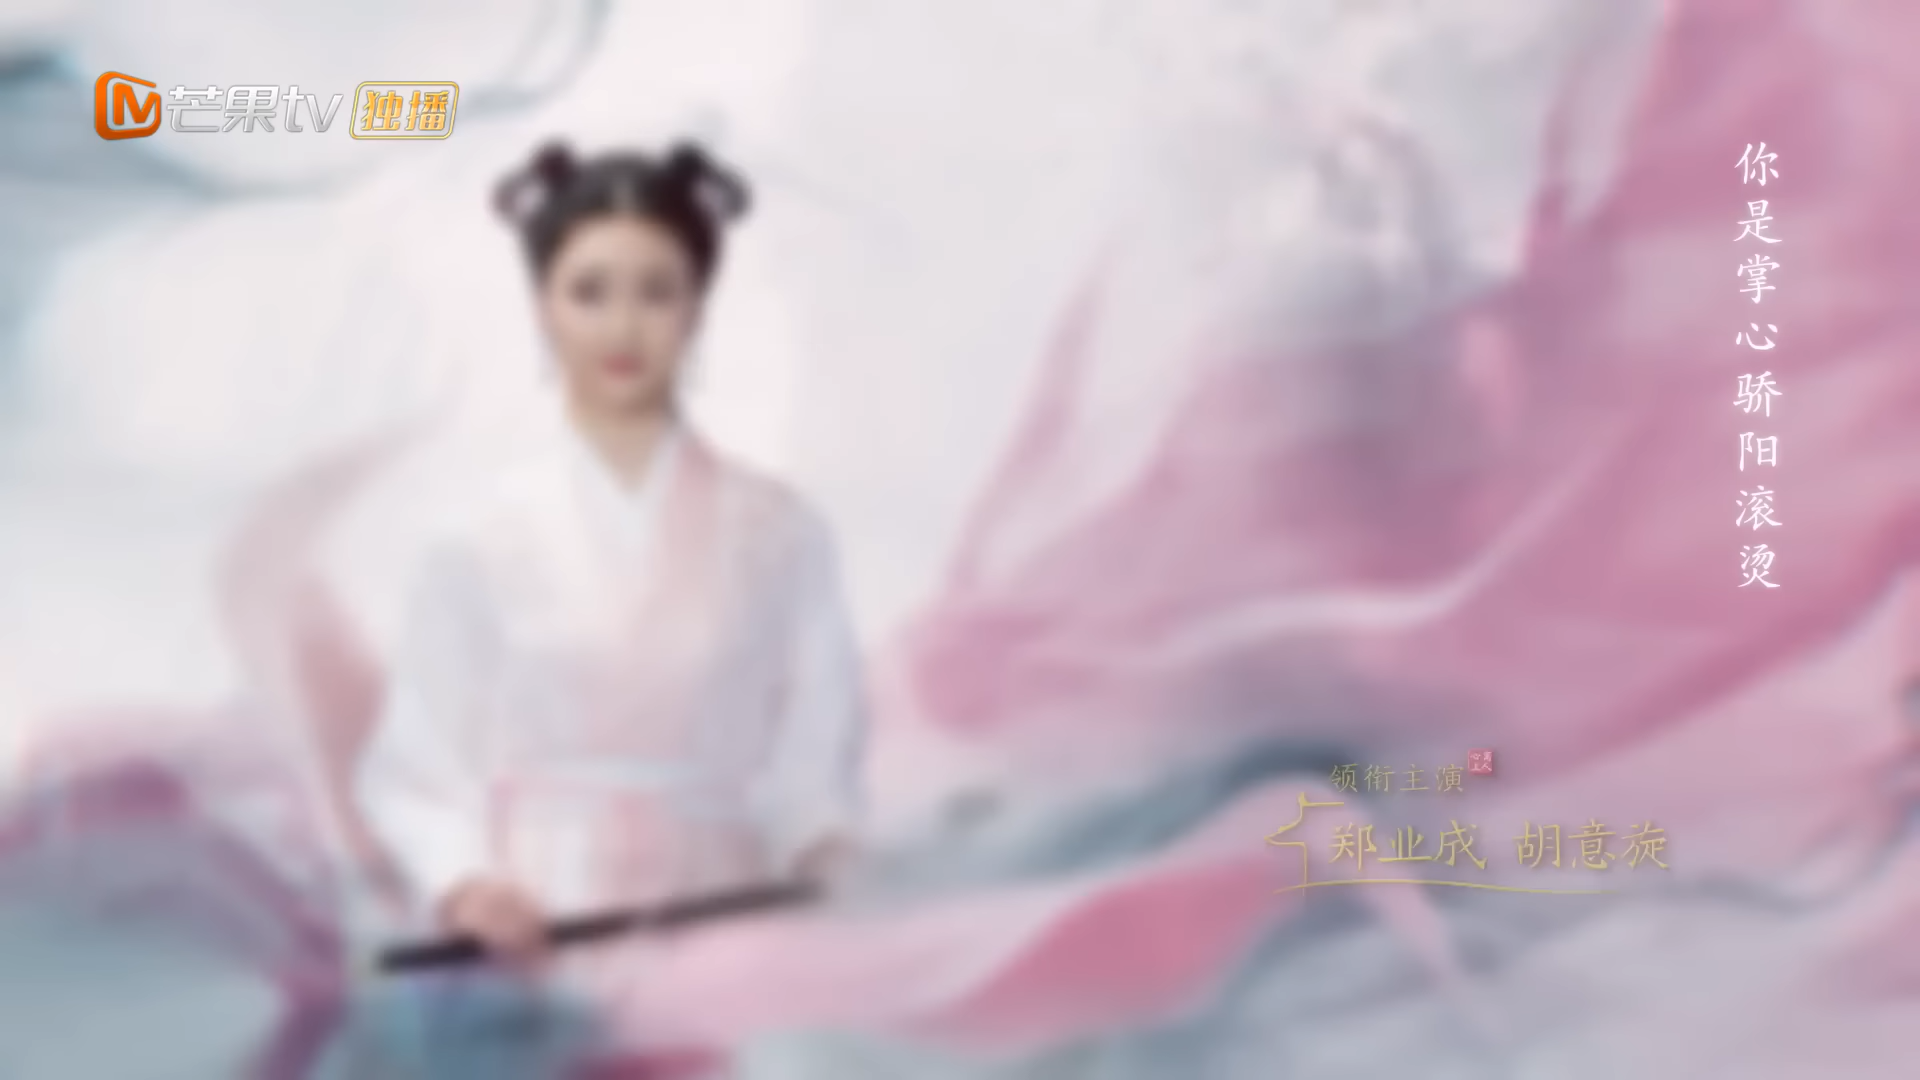 芒果tv 独播
你是掌心骄阳滚烫
领衔主演
郑业成 胡意旋